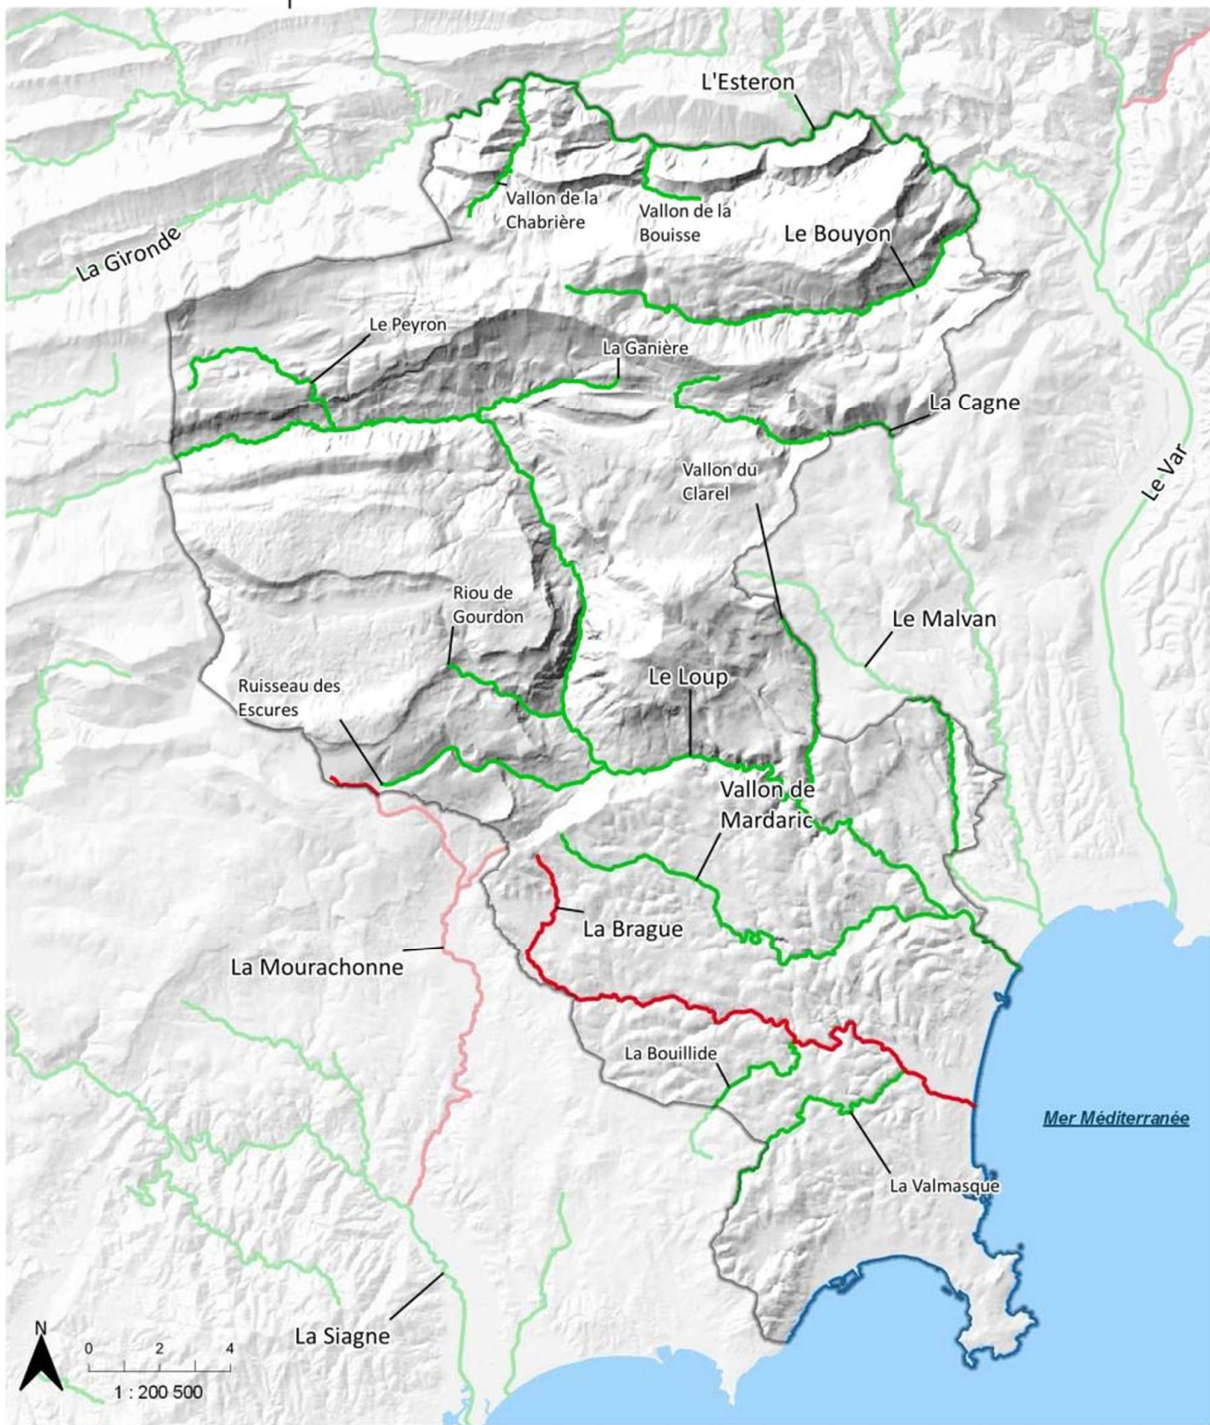 L'Esteron
Vallon de la
Chabrière
Vallon de la
Bouisse
Le Bouyon
La Gironde
Le Peyron
La Ganière
La Cagne
Le Var
Vallon du
Clarel
Riou de
Gourdon
Le Malvan
Ruisseau des
Escures
Le Loup
Vallon de
Mardaric
La Brague
La Mourachonne
La Bouillide
Mer Méditerranée
La Valmasque
La Siagne
N
0 2 4
1 : 200 500